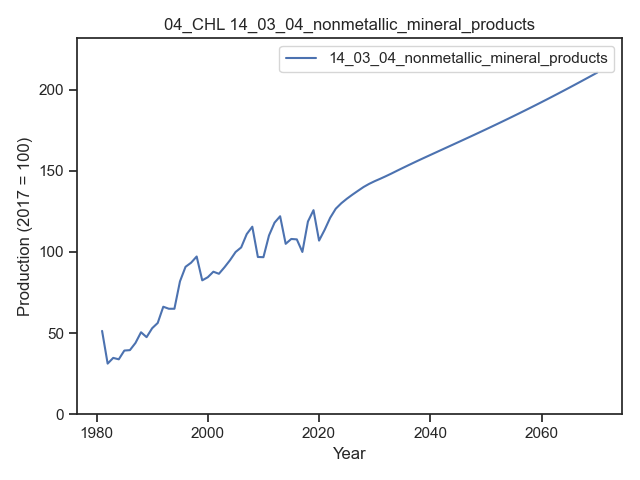 04_CHL 14_03_04_nonmetallic_mineral_products
14_03_04_nonmetallic_mineral_products
Production (2017 = 100)
200
150
100
50
0
1980
2000
2020
2040
2060
Year